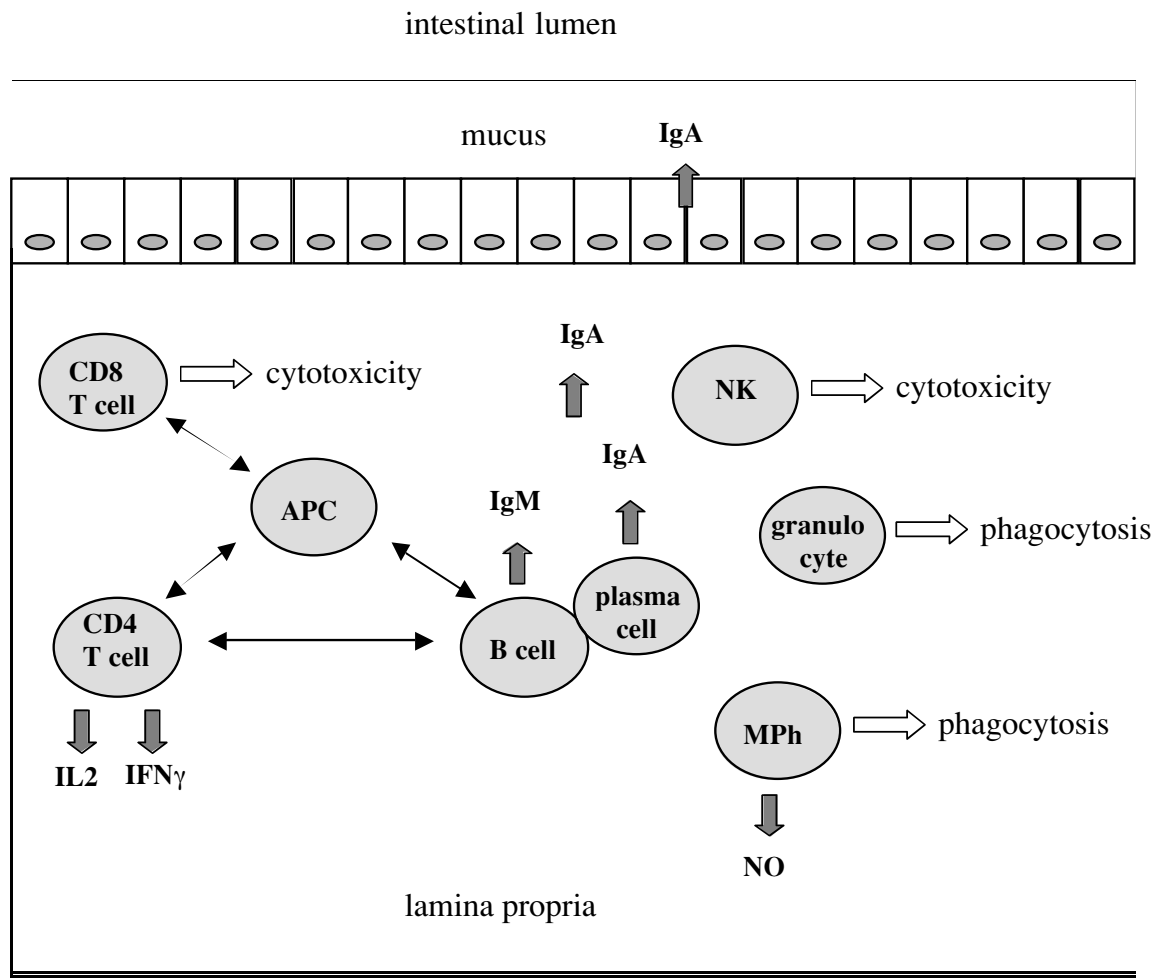 intestinal lumen
mucus
IgA
IgA
CD8
T cell
cytotoxicity
NK
cytotoxicity
IgA
APC
IgM
granulo
cyte
phagocytosis
CD4
T cell
B cell
plasma
cell
MPh
phagocytosis
IL2
IFNγ
NO
lamina propria